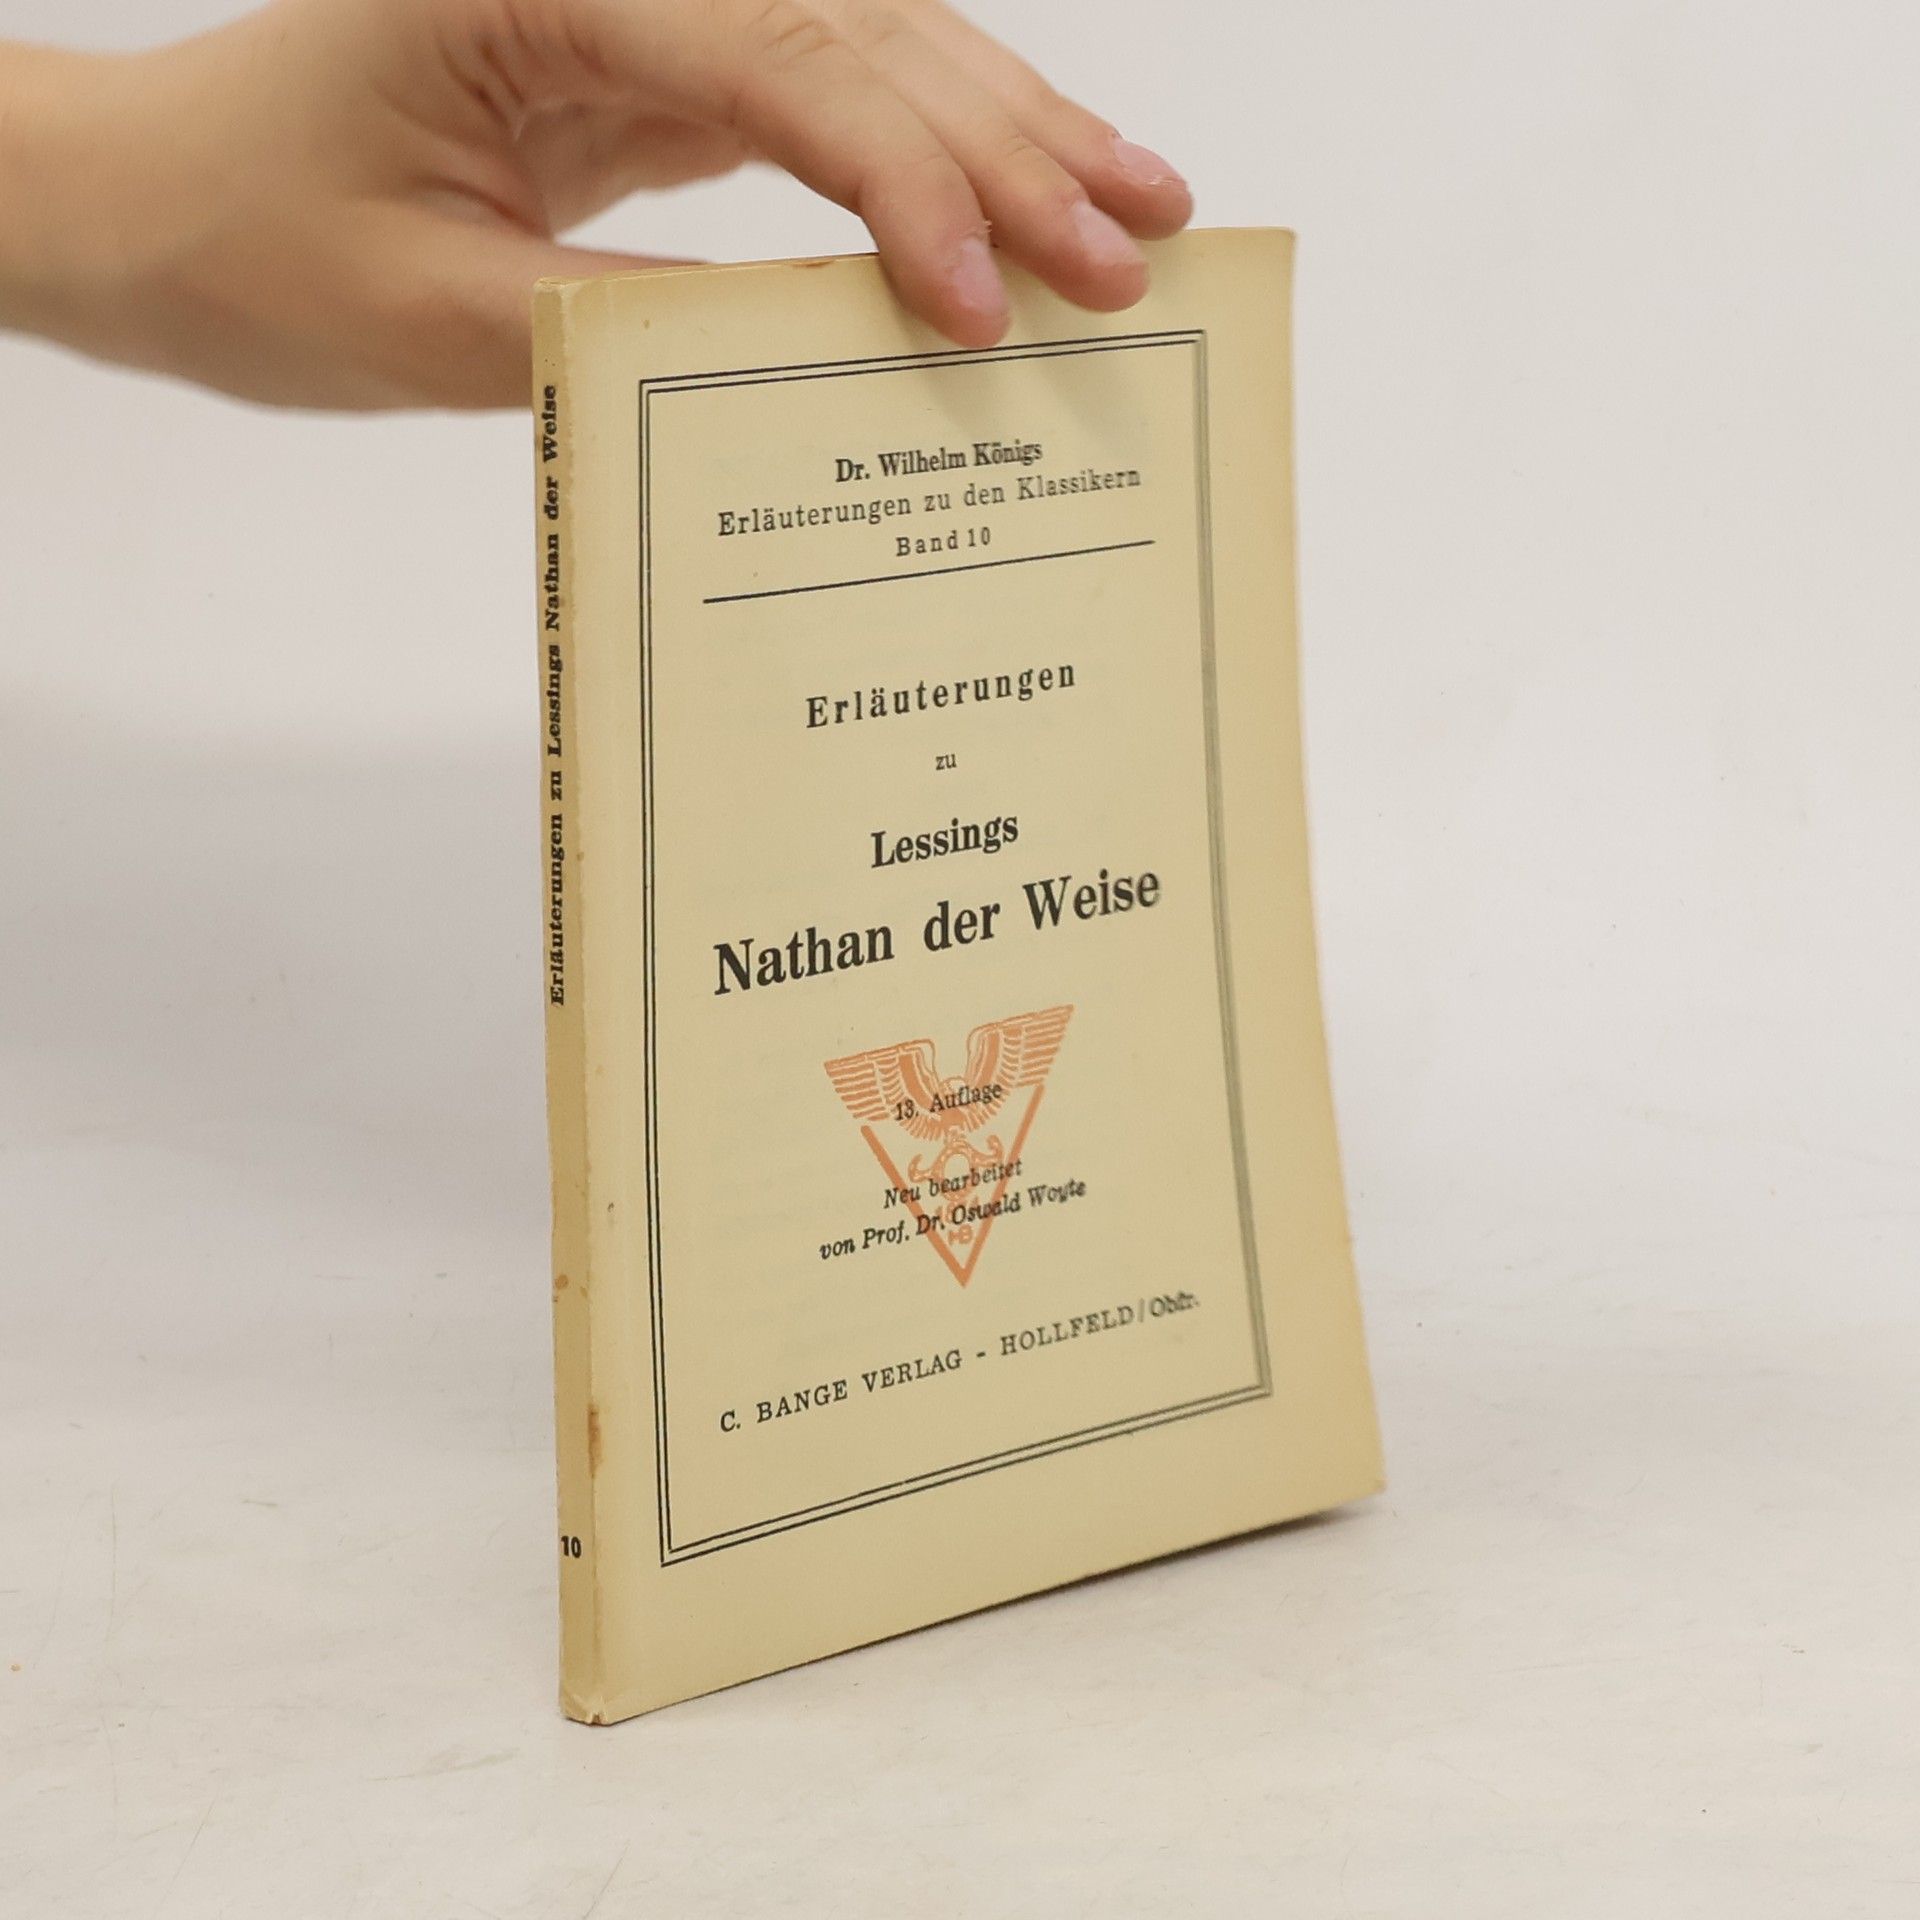 Erläuterungen zu Lessings Nathan der Weise
10
Dr. Wilhelm Königs
Erläuterungen zu den Klassikern
Band 10
Erläuterungen
zu
Lessings
Nathan der Weise
13. Auflage
Neu bearbeitet
von Prof. Dr. Oswald Woyte
C. BANGE VERLAG - HOLLFELD/Obfr.